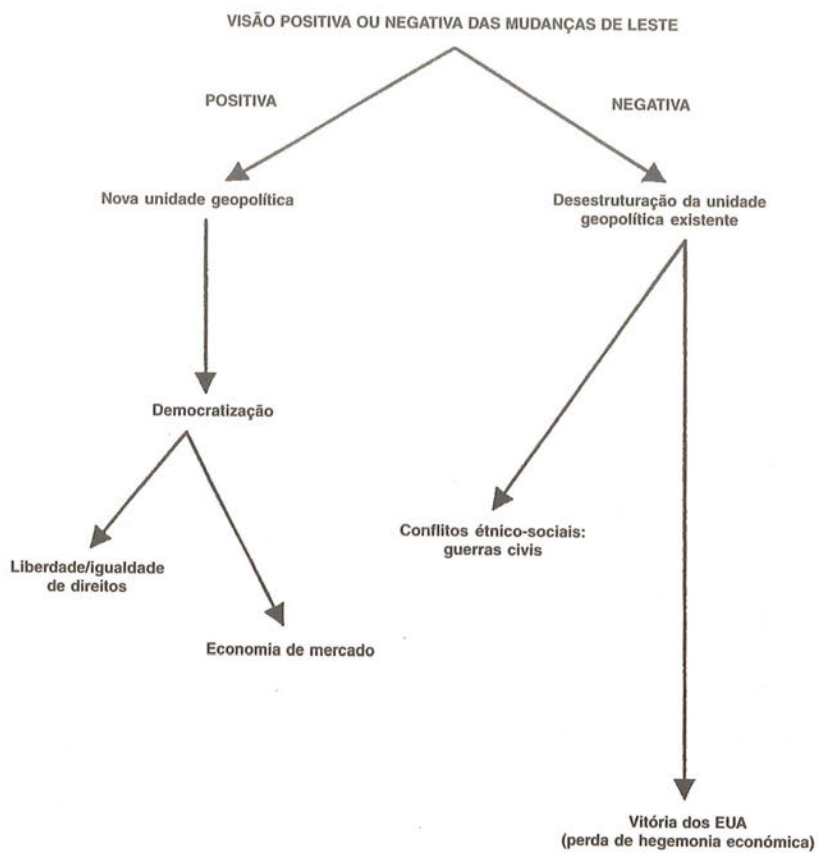 VISÃO POSITIVA OU NEGATIVA DAS MUDANÇAS DE LESTE
POSITIVA
NEGATIVA
Nova unidade geopolítica
Desestruturação da unidade
geopolítica existente
Democratização
Conflitos étnico-sociais:
guerras civis
Liberdade/igualdade
de direitos
Economia de mercado
Vitória dos EUA
(perda de hegemonia económica)